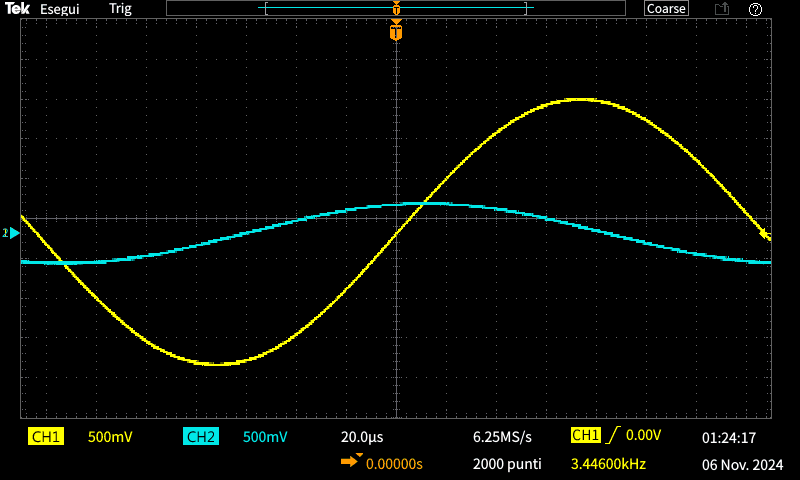 Tek Esegui Trig Coarse
T
T
2
CH1 500mV CH2 500mV 20.0µs 6.25MS/s CH1 0.00V 01:24:17
0.00000s 2000 punti 3.44600kHz 06 Nov. 2024